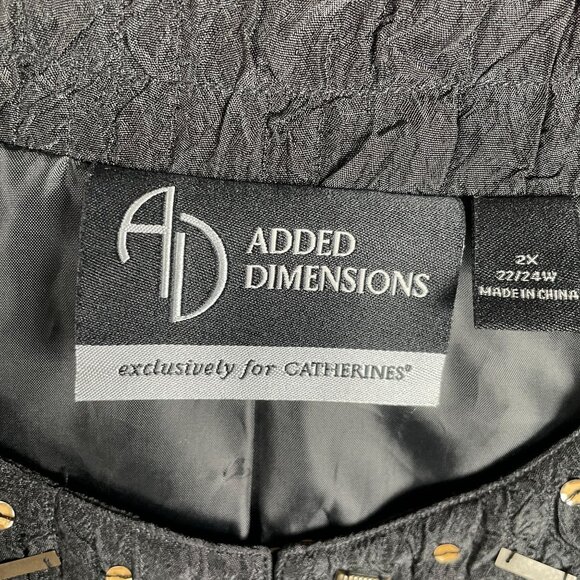 AD
ADDED
DIMENSIONS
exclusively for CATHERINES®
2X
22/24W
MADE IN CHINA